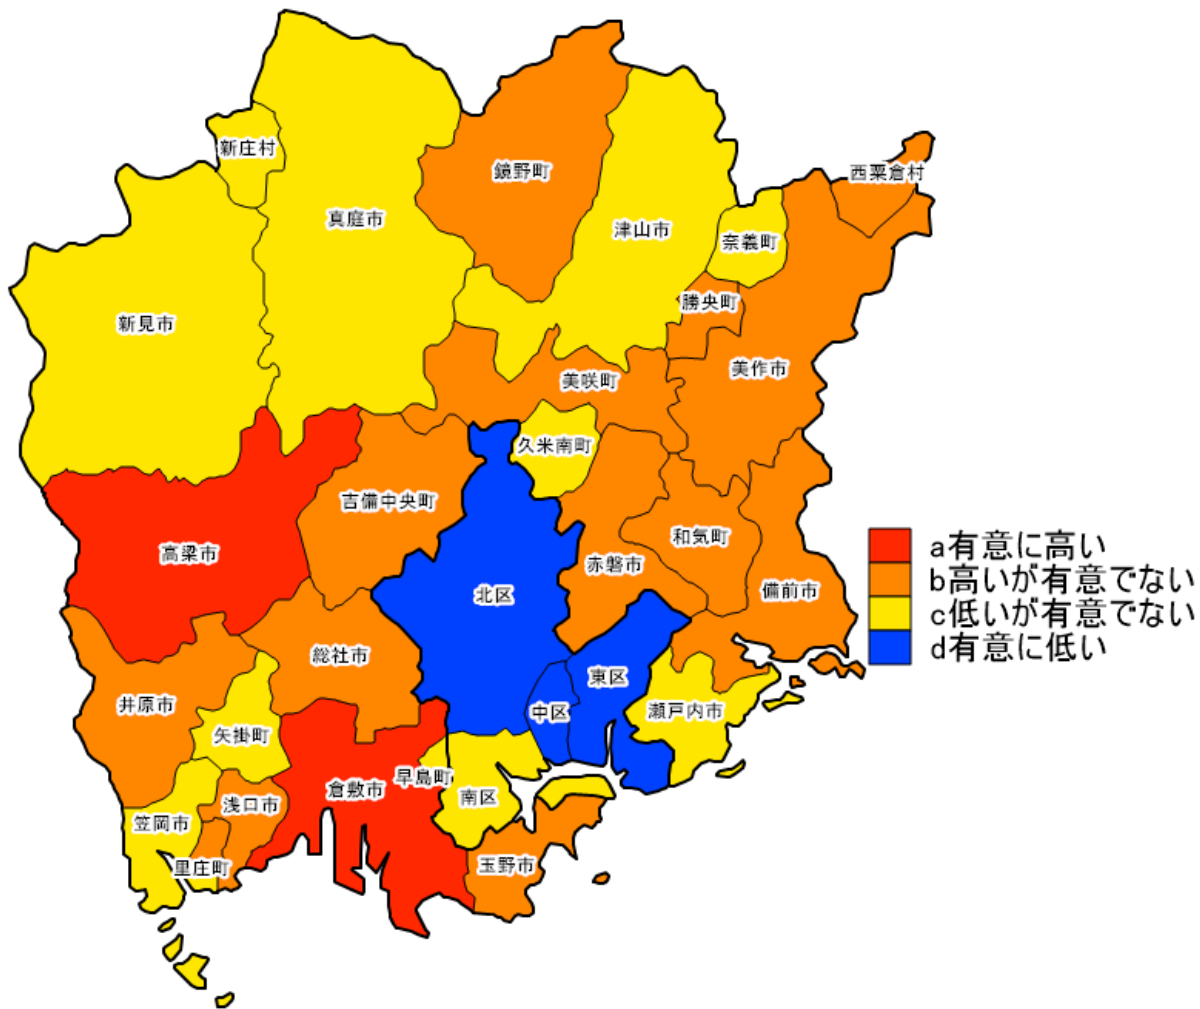 新庄村
鏡野町
西粟倉村
真庭市
津山市
奈義町
新見市
勝央町
美作市
美咲町
久米南町
吉備中央町
高梁市
和気町
赤磐市
備前市
北区
総社市
東区
井原市
中区
瀬戸内市
矢掛町
早島町
倉敷市
南区
浅口市
笠岡市
里庄町
玉野市
a有意に高い
b高いが有意でない
c低いが有意でない
d有意に低い